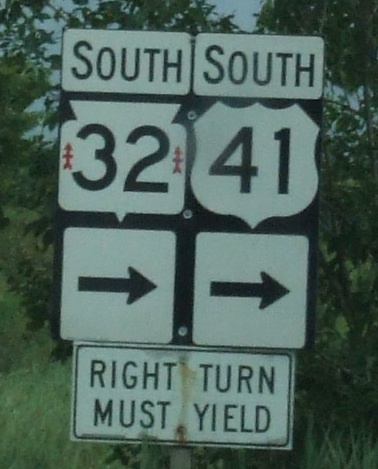 SOUTH SOUTH
32 41
RIGHT TURN
MUST YIELD